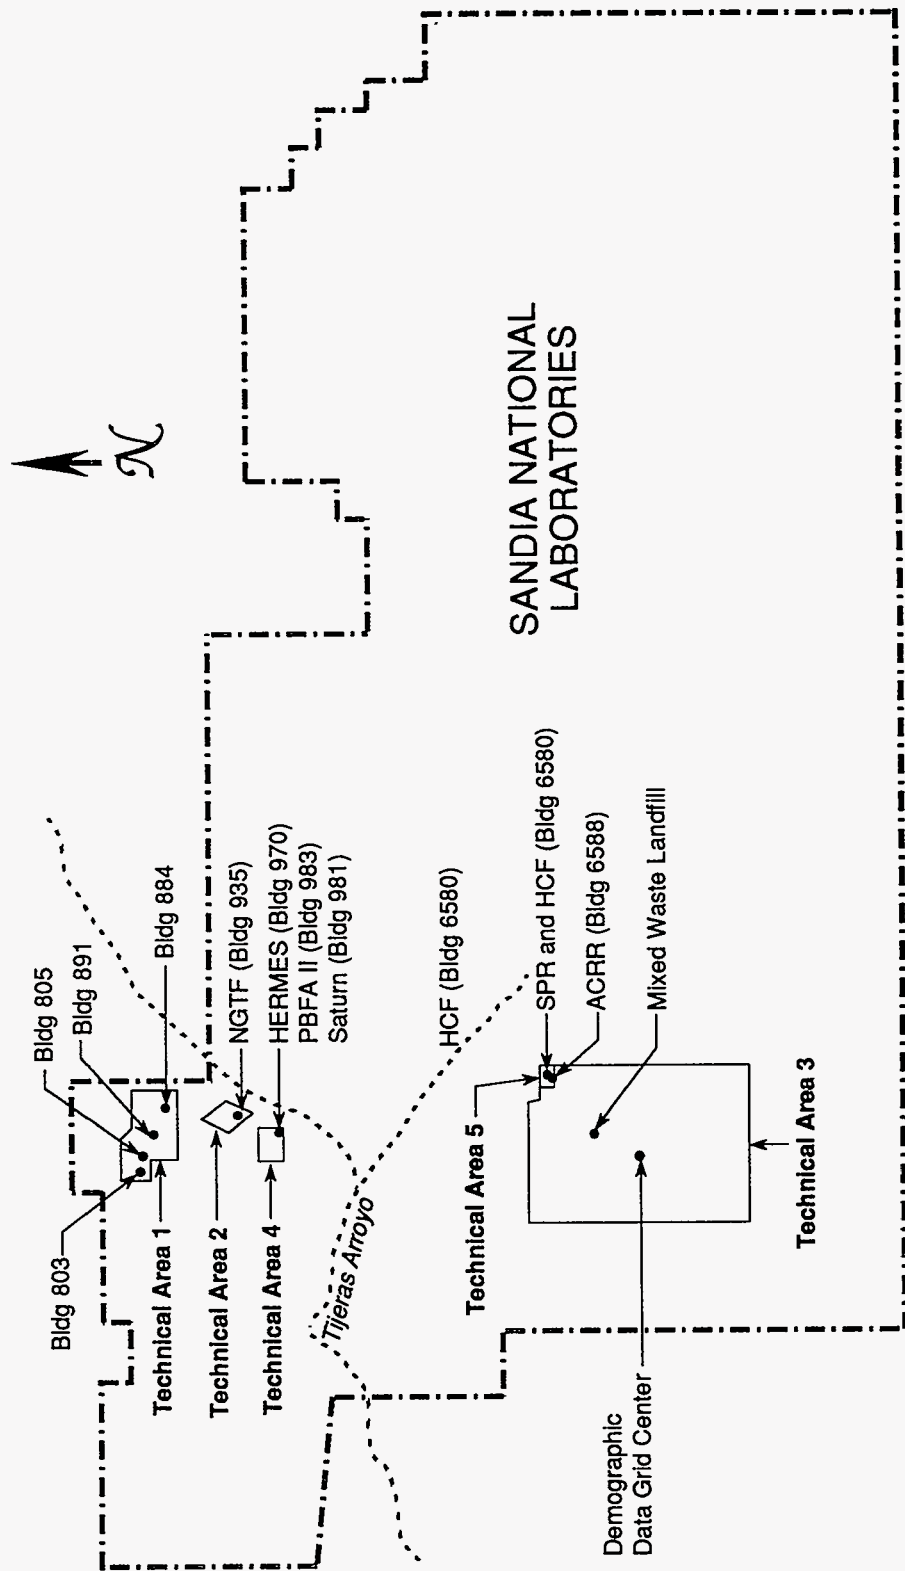 N
Bldg 803
Bldg 805
Bldg 891
Bldg 884
Technical Area 1
Technical Area 2
NGTF (Bldg 935)
Technical Area 4
HERMES (Bldg 970)
PBFA II (Bldg 983)
Saturn (Bldg 981)
Tijeras Arroyo
HCF (Bldg 6580)
SANDIA NATIONAL
LABORATORIES
Technical Area 5
SPR and HCF (Bldg 6580)
ACRR (Bldg 6588)
Mixed Waste Landfill
Demographic
Data Grid Center
Technical Area 3